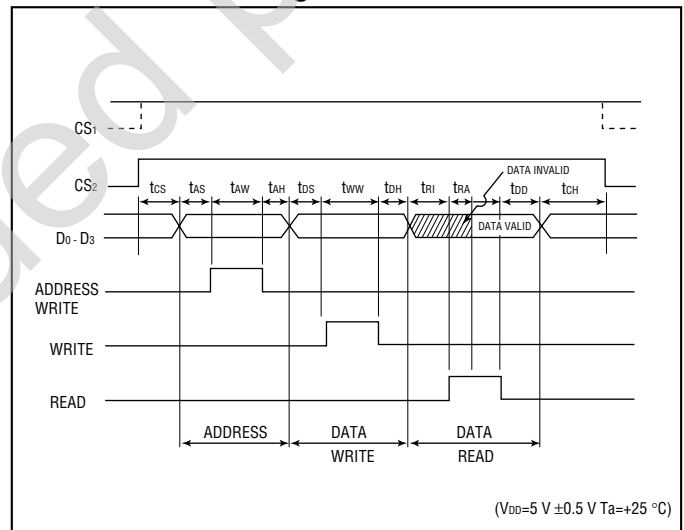 CS1
CS2
tCS tAS tAW tAH tDS tWW tDH tRI tRA tDD tCH
DATA INVALID
D0 - D3
DATA VALID
ADDRESS
WRITE
WRITE
READ
ADDRESS DATA DATA
WRITE READ
(VDD=5 V ±0.5 V Ta=+25 °C)